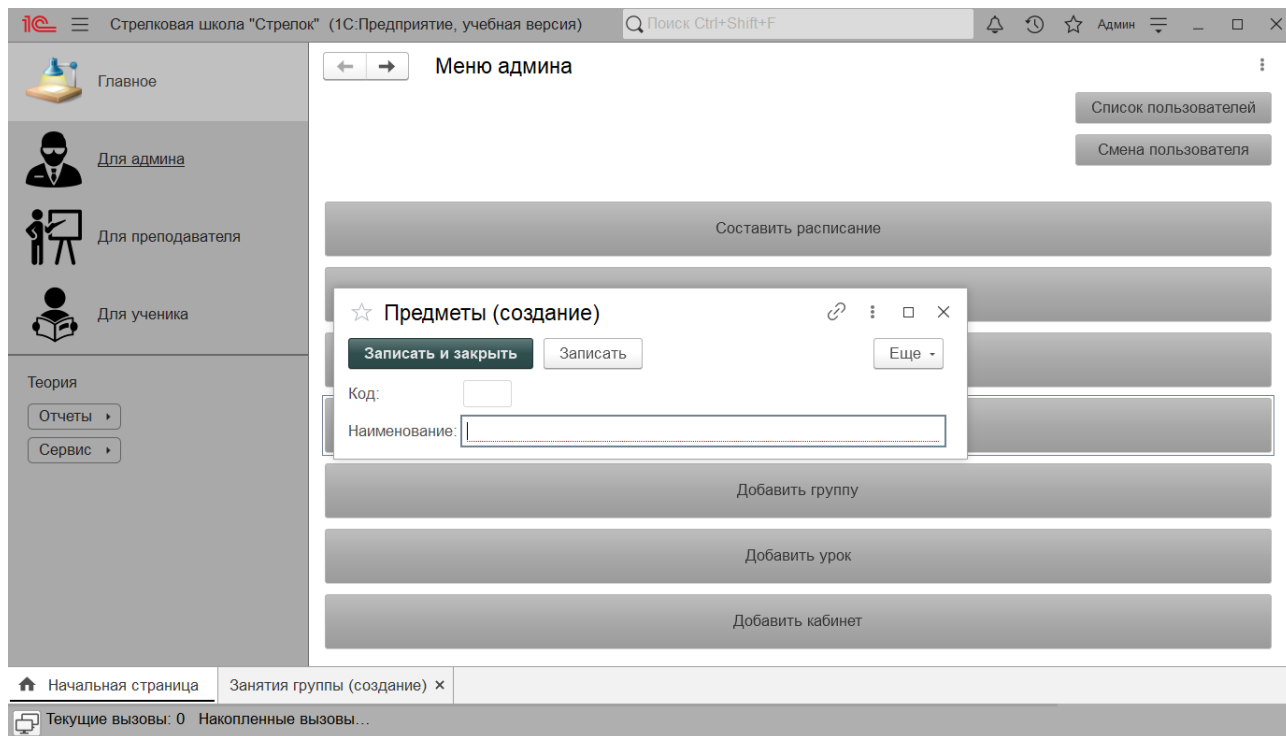 1С Стрелковая школа "Стрелок" (1С:Предприятие, учебная версия) Поиск Ctrl+Shift+F Админ
Главное
Для админа
Для преподавателя
Для ученика
Теория
Отчеты
Сервис
Меню админа
Список пользователей
Смена пользователя
Составить расписание
Предметы (создание)
Записать и закрыть Записать Еще
Код:
Наименование:
Добавить группу
Добавить урок
Добавить кабинет
Начальная страница Занятия группы (создание)
Текущие вызовы: 0 Накопленные вызовы…